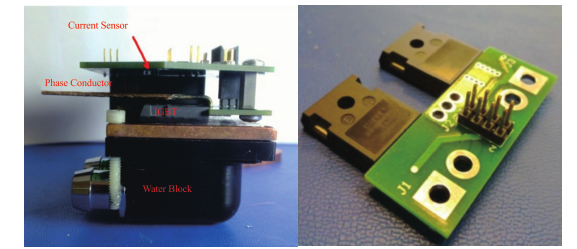 Current Sensor
Phase Conductor
IGBT
Water Block
J1